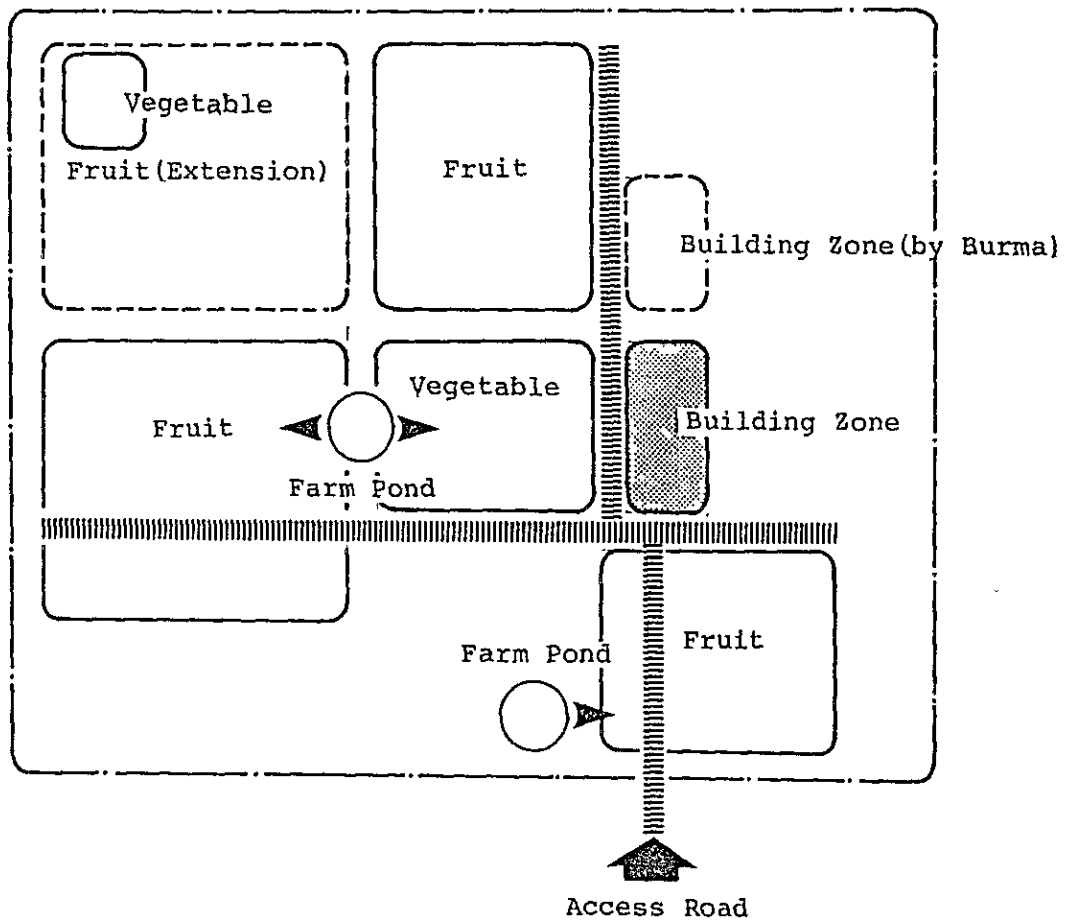 Vegetable
Fruit(Extension)
Fruit
Building Zone(by Burma)
Vegetable
Fruit
Building Zone
Farm Pond
Farm Pond
Fruit
Access Road